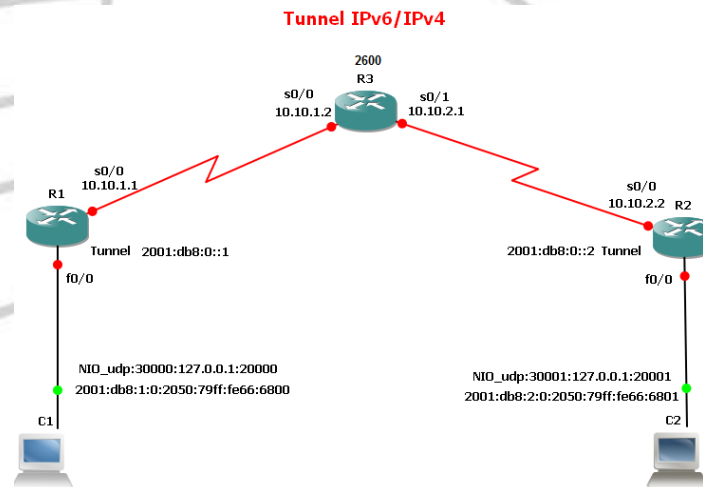 Tunnel IPv6/IPv4
2600
R3
s0/0
10.10.1.2
s0/1
10.10.2.1
s0/0
10.10.1.1
R1
s0/0
10.10.2.2
R2
Tunnel 2001:db8:0::1
2001:db8:0::2 Tunnel
f0/0
f0/0
NIO_udp:30000:127.0.0.1:20000
2001:db8:1:0:2050:79ff:fe66:6800
NIO_udp:30001:127.0.0.1:20001
2001:db8:2:0:2050:79ff:fe66:6801
C1
C2